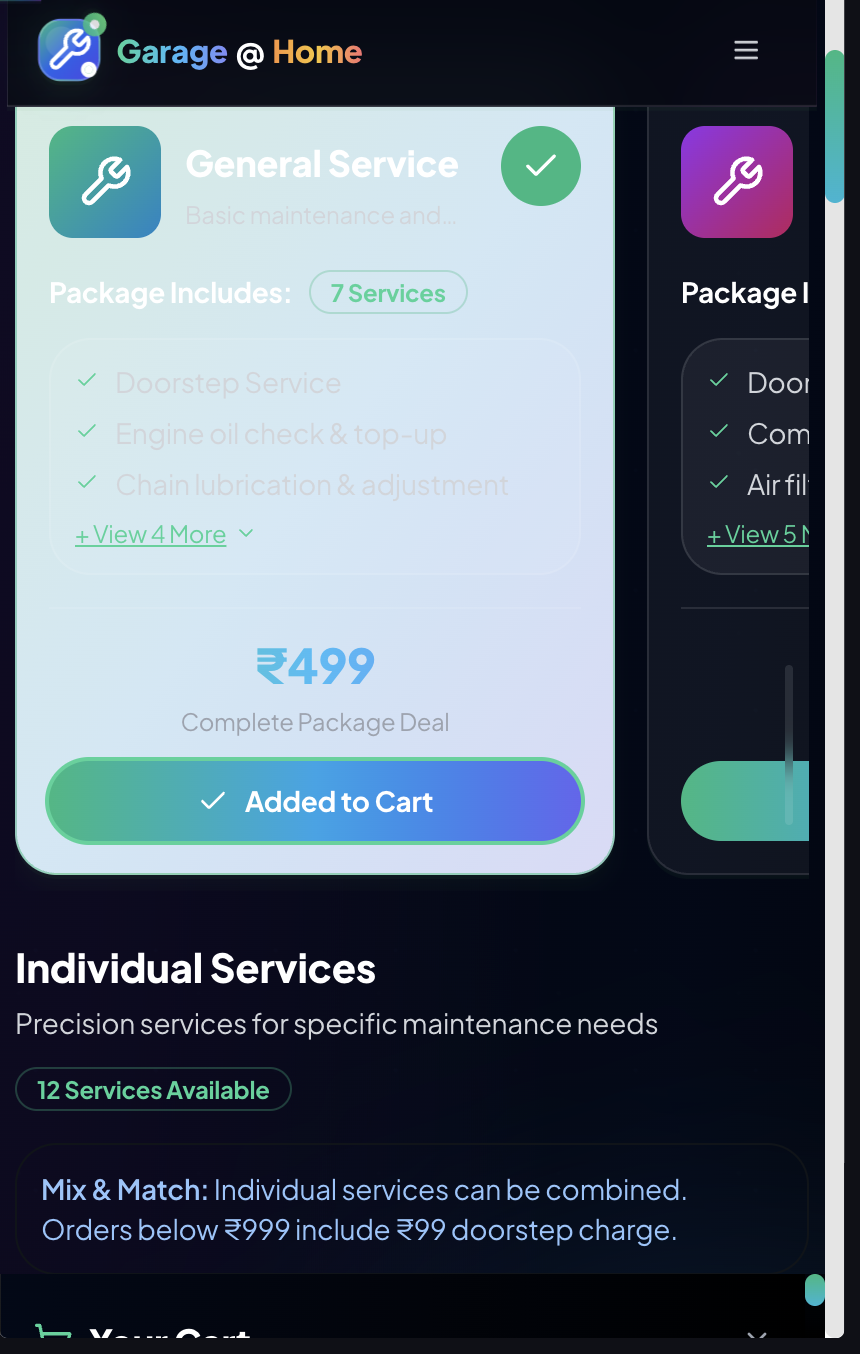 Garage @ Home
General Service
Basic maintenance and...
Package Includes: 7 Services
Doorstep Service
Engine oil check & top-up
Chain lubrication & adjustment
+ View 4 More
₹499
Complete Package Deal
Added to Cart
Package I
Door
Com
Air fil
+ View 5 M
Individual Services
Precision services for specific maintenance needs
12 Services Available
Mix & Match: Individual services can be combined.
Orders below ₹999 include ₹99 doorstep charge.
Your Cart